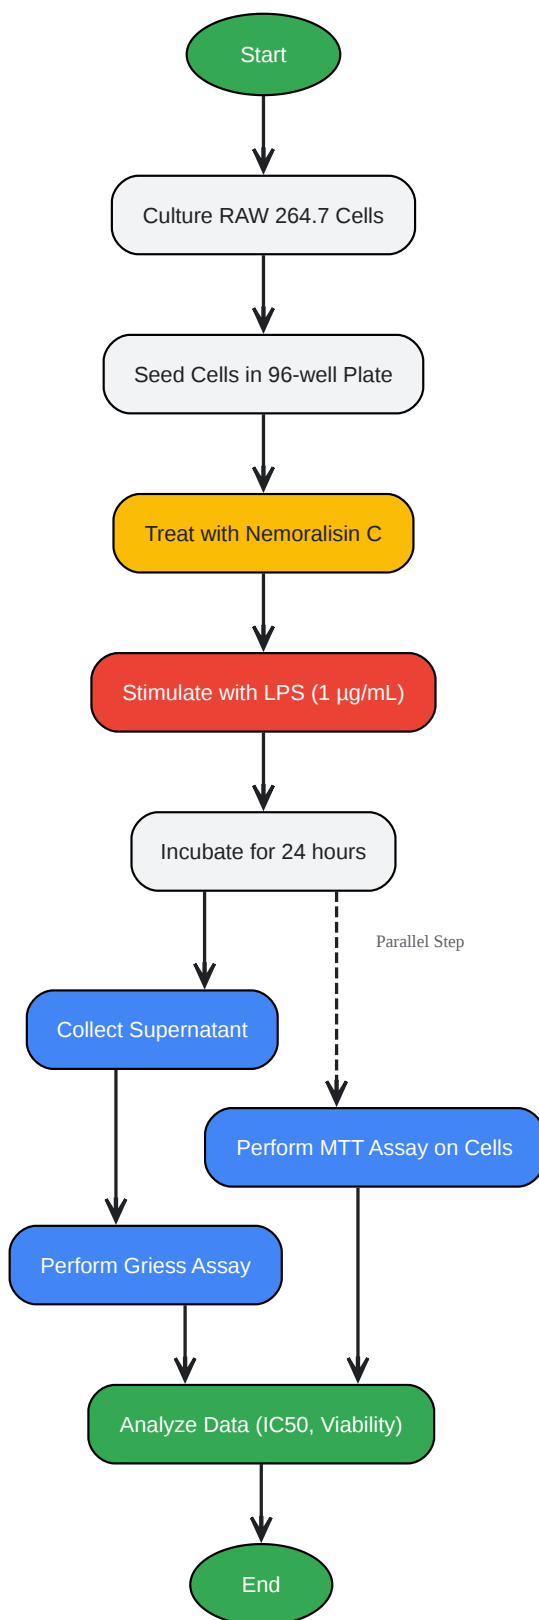 Start
Culture RAW 264.7 Cells
Seed Cells in 96-well Plate
Treat with Nemoralisin C
Stimulate with LPS (1 µg/mL)
Incubate for 24 hours
Parallel Step
Collect Supernatant
Perform MTT Assay on Cells
Perform Griess Assay
Analyze Data (IC50, Viability)
End